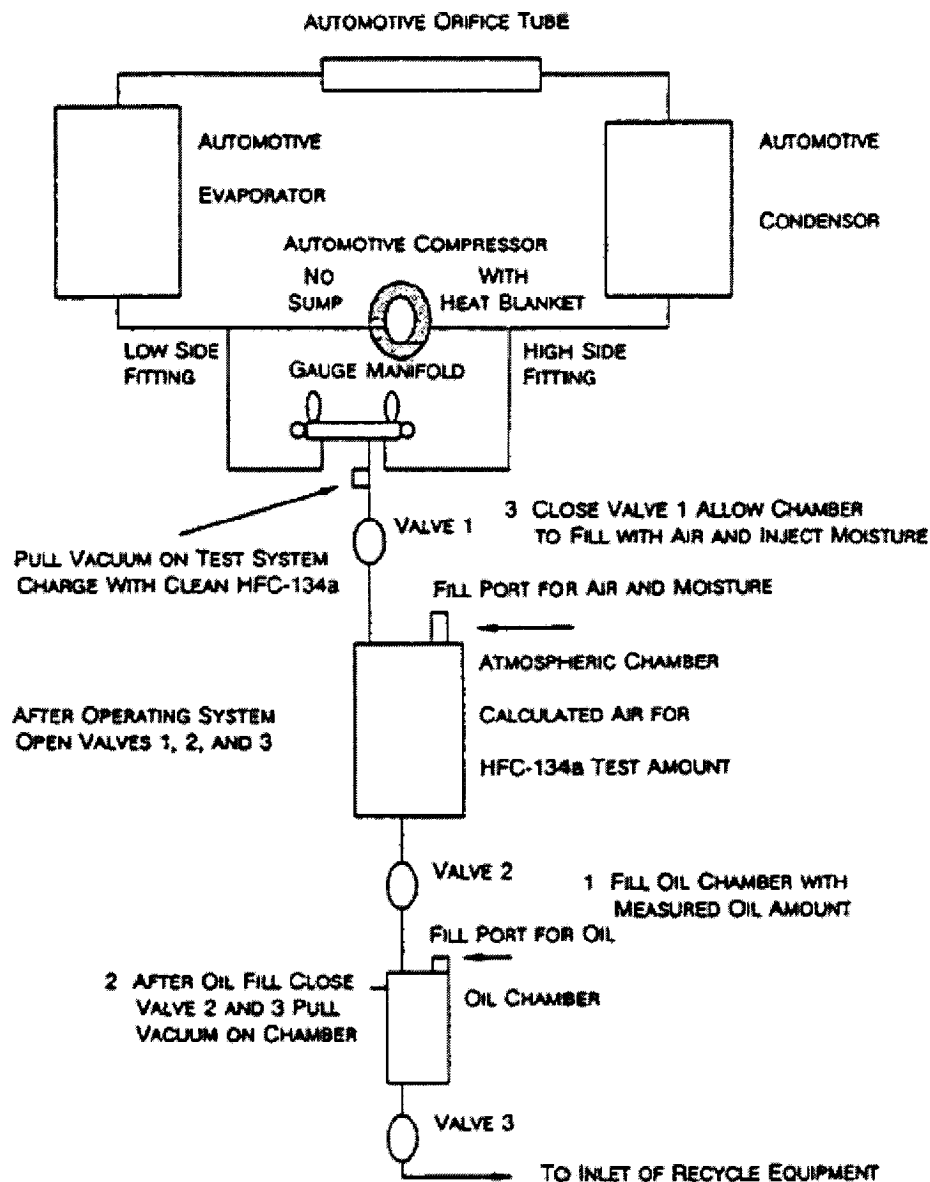 AUTOMOTIVE ORIFICE TUBE
AUTOMOTIVE
EVAPORATOR
AUTOMOTIVE
CONDENSOR
AUTOMOTIVE COMPRESSOR
NO
SUMP
WITH
HEAT BLANKET
LOW SIDE
FITTING
GAUGE MANIFOLD
HIGH SIDE
FITTING
VALVE 1
3 CLOSE VALVE 1 ALLOW CHAMBER
TO FILL WITH AIR AND INJECT MOISTURE
PULL VACUUM ON TEST SYSTEM
CHARGE WITH CLEAN HFC-134a
FILL PORT FOR AIR AND MOISTURE
ATMOSPHERIC CHAMBER
CALCULATED AIR FOR
HFC-134a TEST AMOUNT
AFTER OPERATING SYSTEM
OPEN VALVES 1, 2, AND 3
VALVE 2
1 FILL OIL CHAMBER WITH
MEASURED OIL AMOUNT
FILL PORT FOR OIL
2 AFTER OIL FILL CLOSE
VALVE 2 AND 3 PULL
VACUUM ON CHAMBER
OIL CHAMBER
VALVE 3
TO INLET OF RECYCLE EQUIPMENT